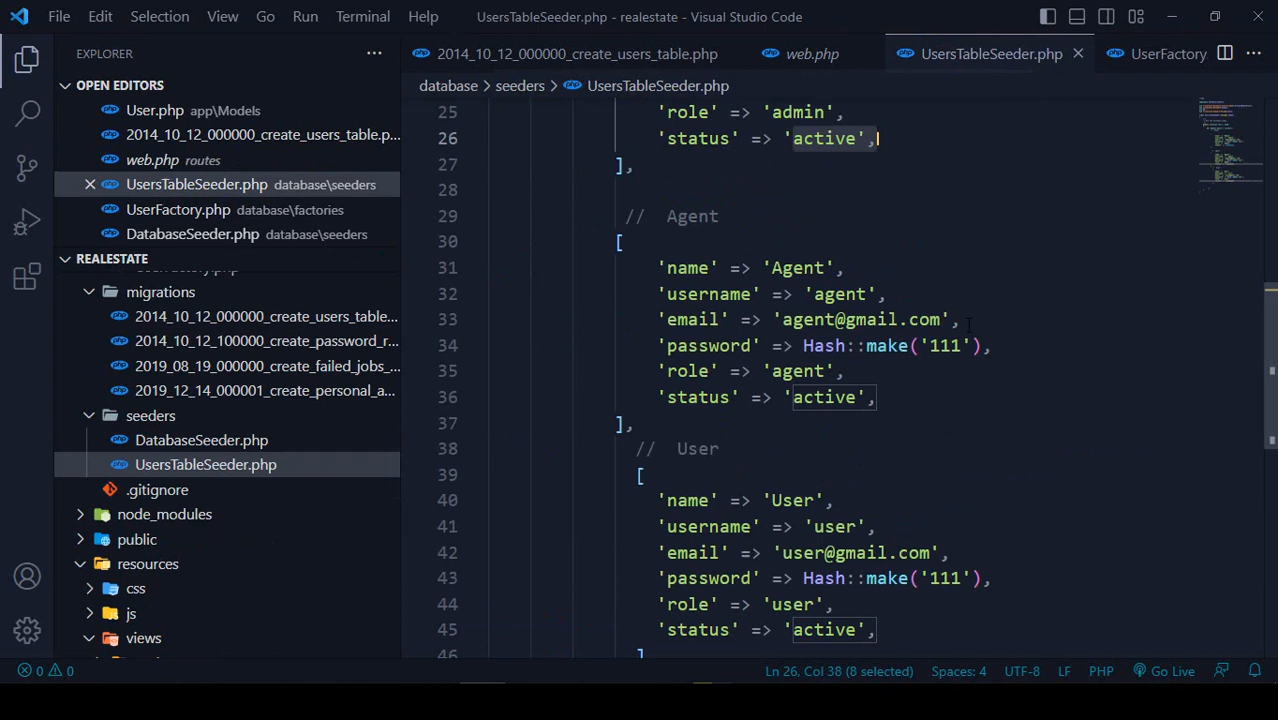 File Edit Selection View Go Run Terminal Help UsersTableSeeder.php - realestate - Visual Studio Code
EXPLORER
OPEN EDITORS
User.php app\Models
2014_10_12_000000_create_users_table.p...
web.php routes
UsersTableSeeder.php database\seeders
UserFactory.php database\factories
DatabaseSeeder.php database\seeders
REALESTATE
UserFactory.php
migrations
2014_10_12_000000_create_users_table...
2014_10_12_100000_create_password_r...
2019_08_19_000000_create_failed_jobs_...
2019_12_14_000001_create_personal_a...
seeders
DatabaseSeeder.php
UsersTableSeeder.php
.gitignore
node_modules
public
resources
css
js
views
php 2014_10_12_000000_create_users_table.php php web.php php UsersTableSeeder.php php UserFactory
database > seeders > UsersTableSeeder.php
25 'role' => 'admin',
26 'status' => 'active',
27 ],
28
29 // Agent
30 [
31 'name' => 'Agent',
32 'username' => 'agent',
33 'email' => 'agent@gmail.com',
34 'password' => Hash::make('111'),
35 'role' => 'agent',
36 'status' => 'active',
37 ],
38 // User
39 [
40 'name' => 'User',
41 'username' => 'user',
42 'email' => 'user@gmail.com',
43 'password' => Hash::make('111'),
44 'role' => 'user',
45 'status' => 'active',
46 ]
0 0 Ln 26, Col 38 (8 selected) Spaces: 4 UTF-8 LF PHP Go Live